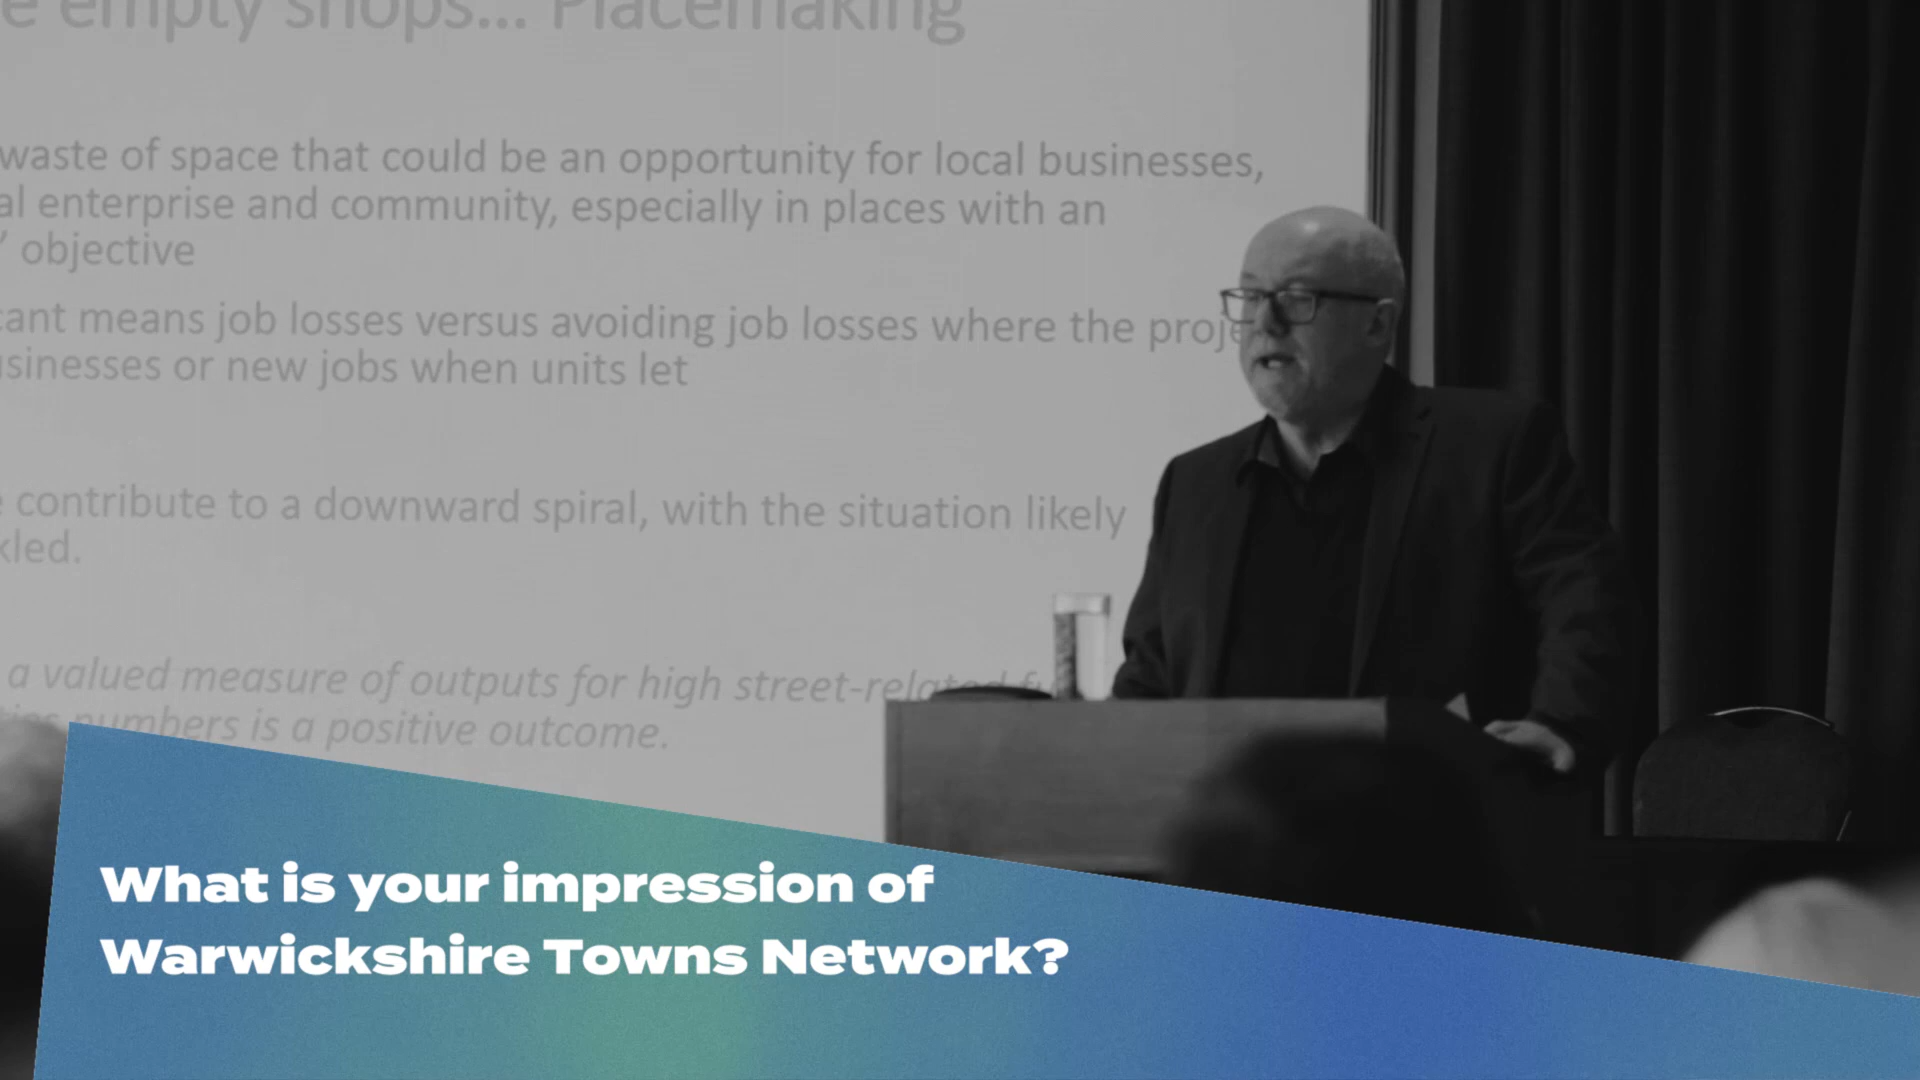 e empty shops... Placemaking
waste of space that could be an opportunity for local businesses,
al enterprise and community, especially in places with an
' objective
cant means job losses versus avoiding job losses where the proje
sinesses or new jobs when units let
contribute to a downward spiral, with the situation likely
kled.
a valued measure of outputs for high street-related f
numbers is a positive outcome.
What is your impression of
Warwickshire Towns Network?